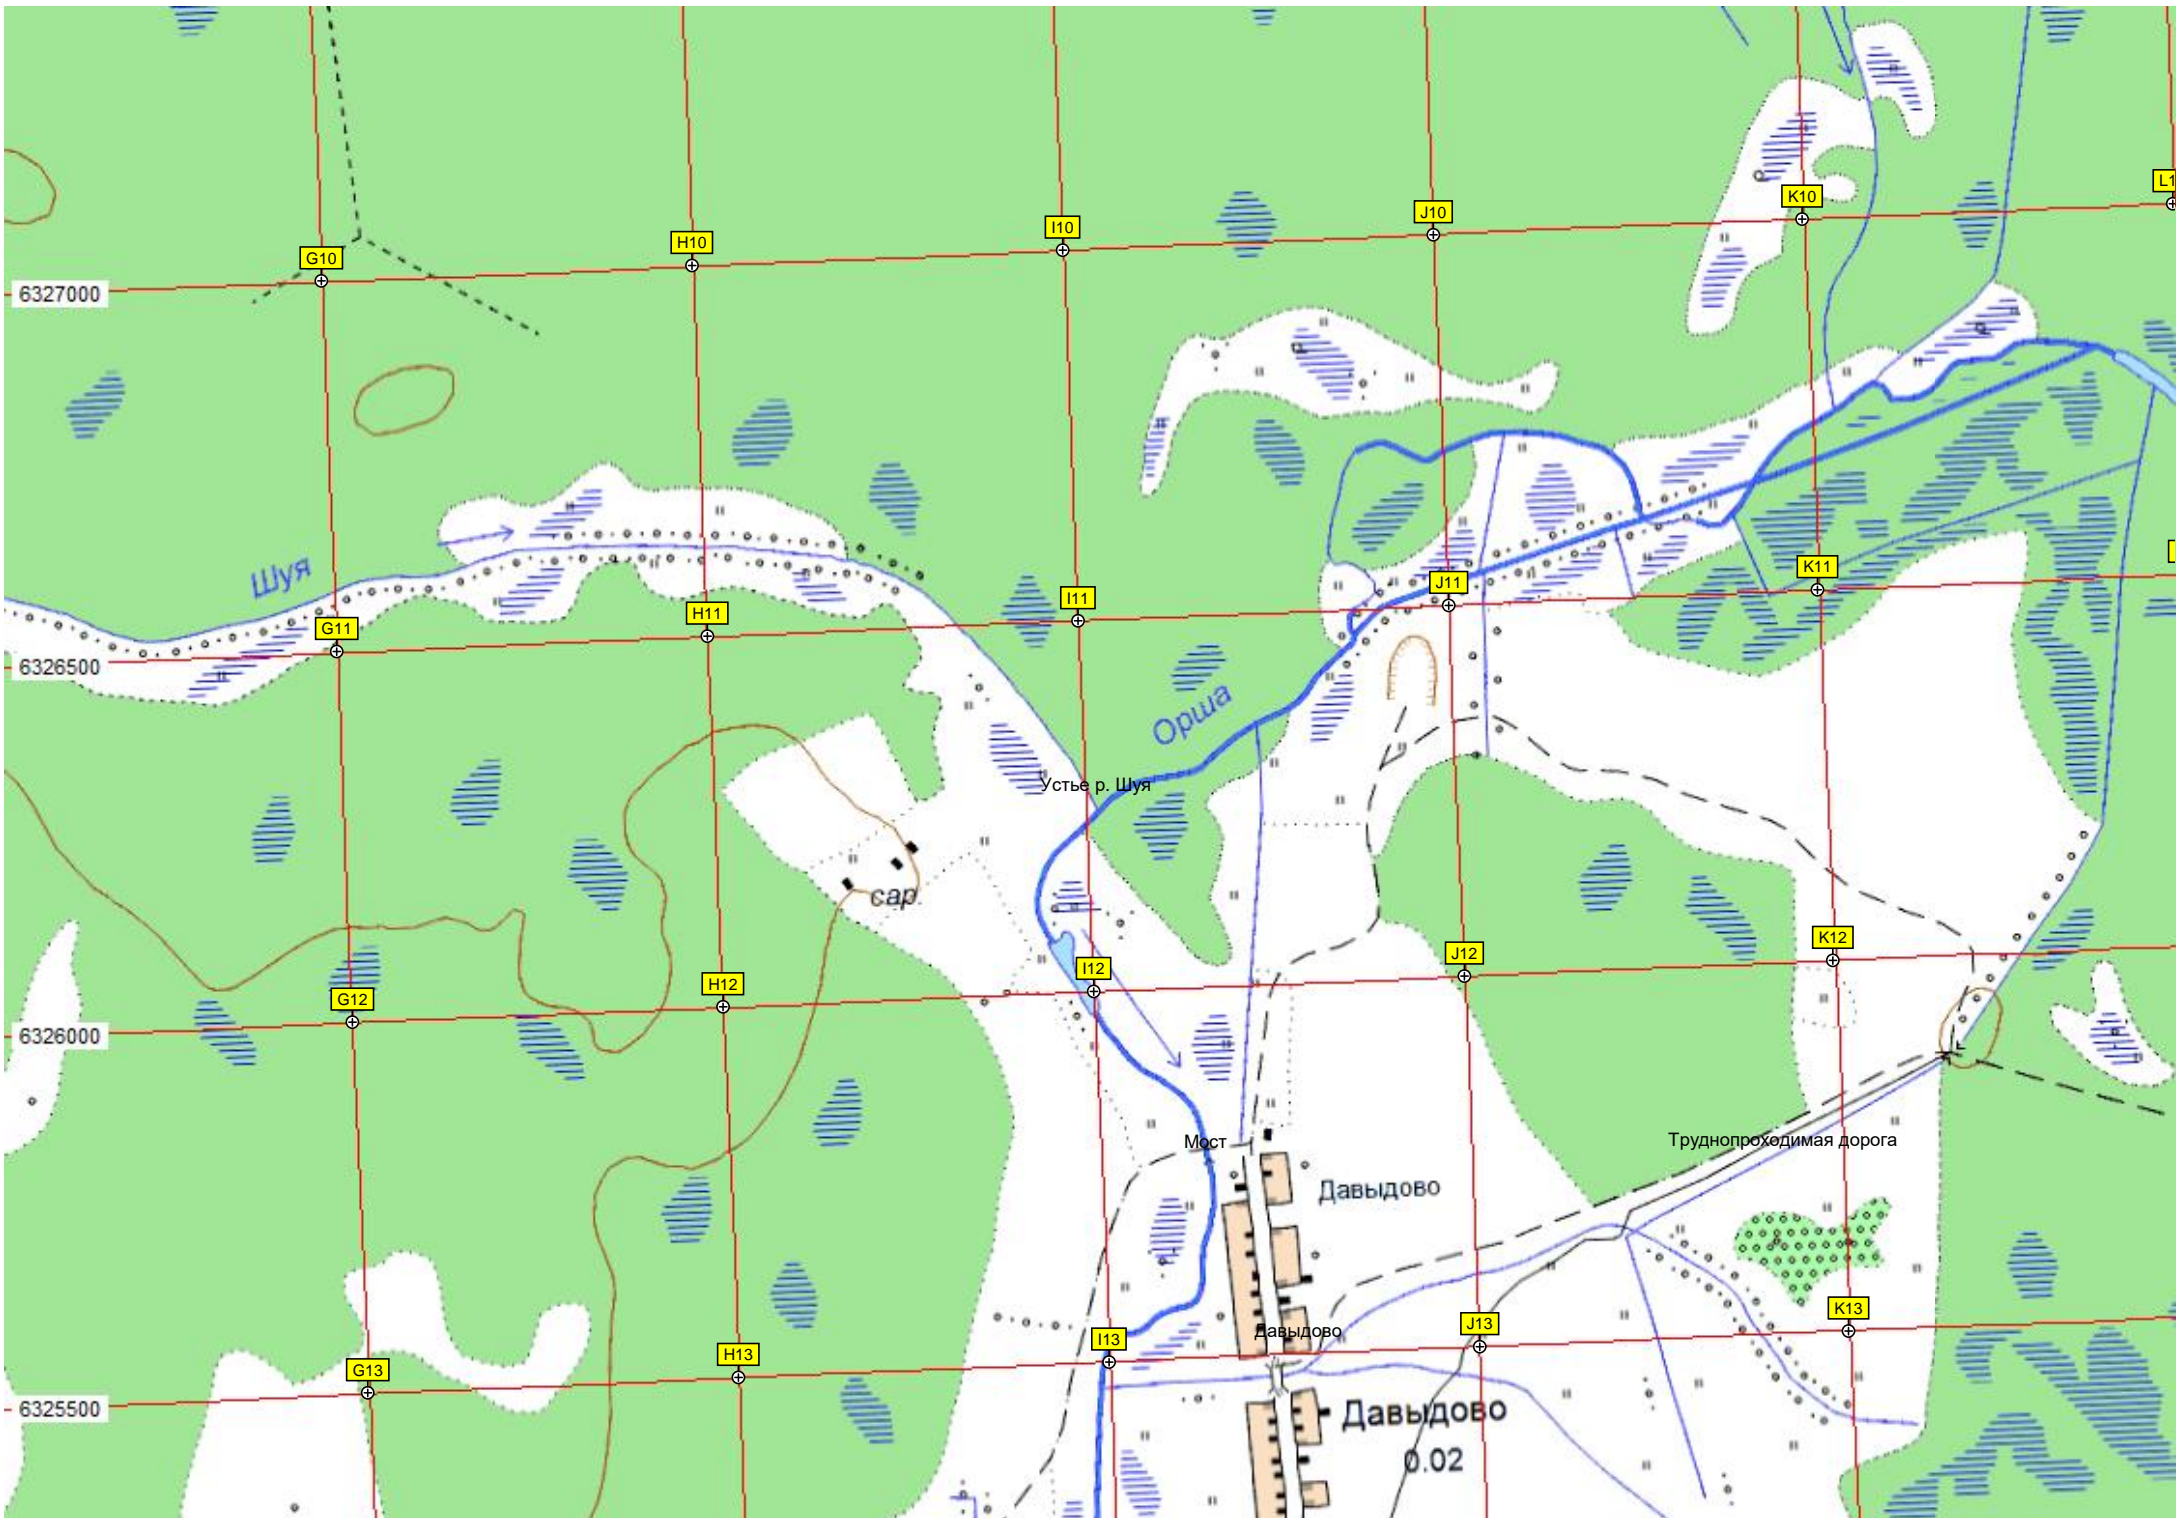 L1
K10
J10
I10
H10
G10
6327000
Шуя
K11
J11
I11
H11
G11
6326500
Орша
Устье р. Шуя
сар.
K12
J12
I12
H12
G12
6326000
Мост
Труднопроходимая дорога
Давыдово
K13
J13
Давыдово
I13
H13
G13
6325500
Давыдово
0.02